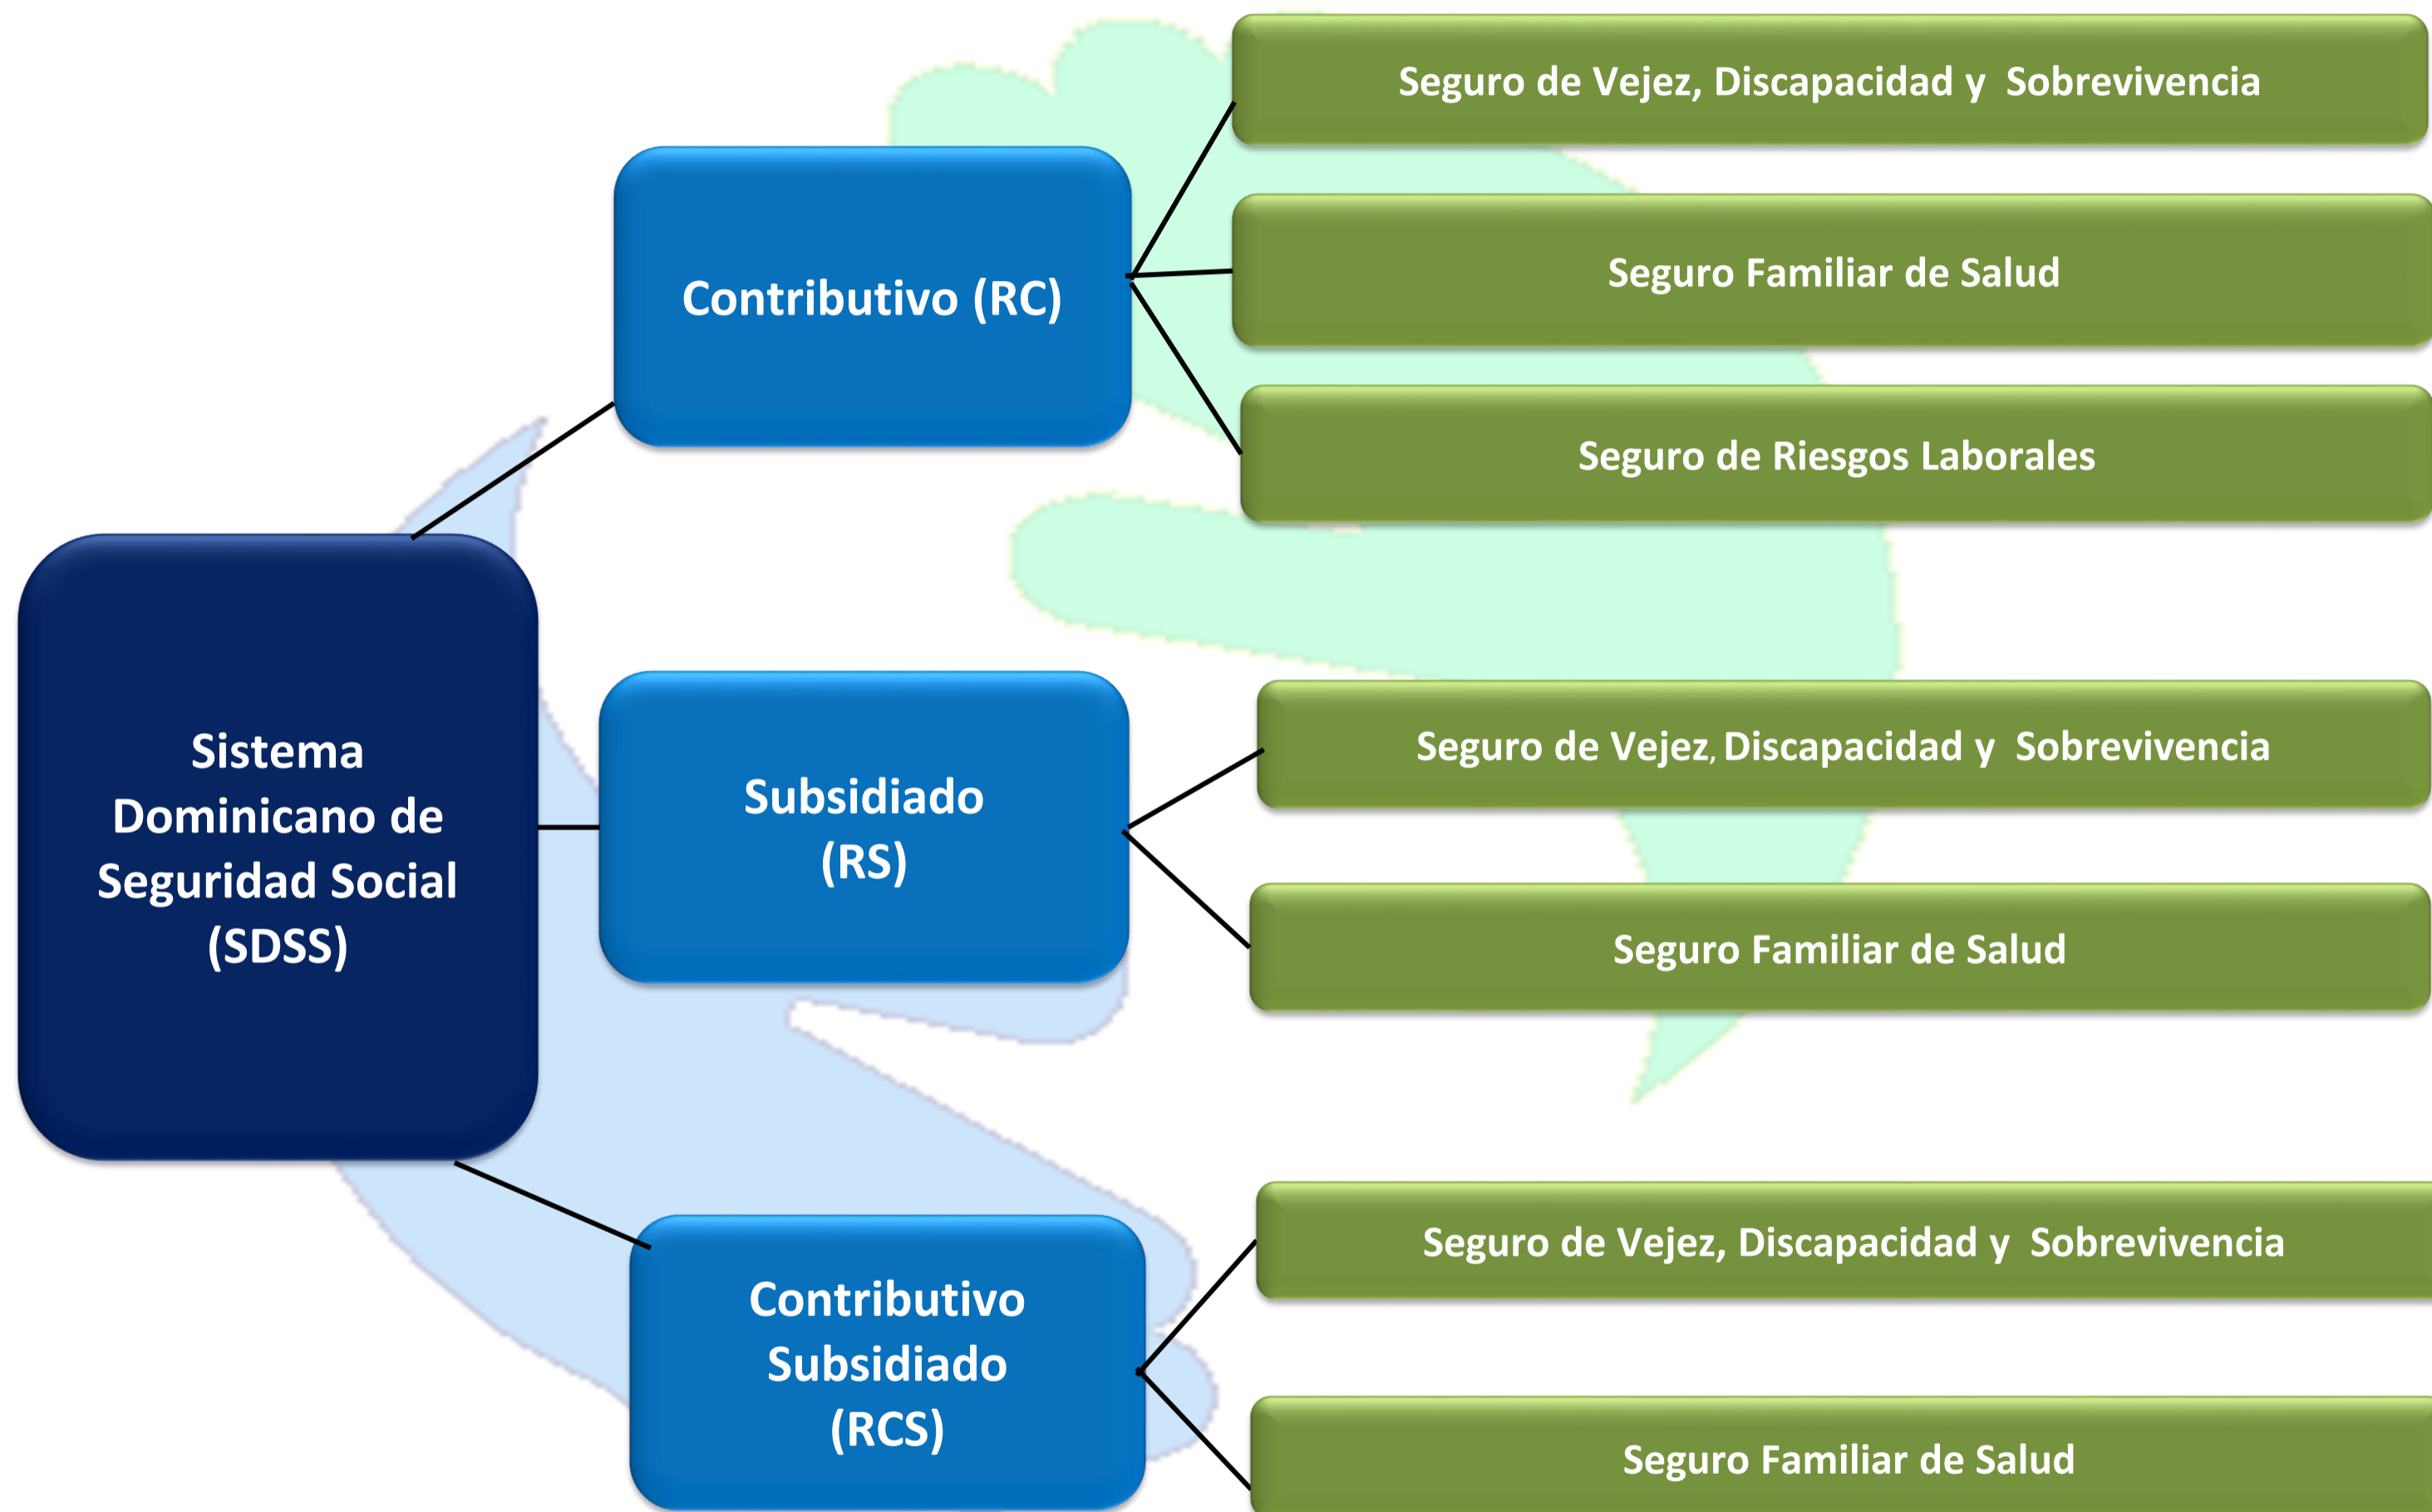 Sistema
Dominicano de
Seguridad Social
(SDSS)
Contributivo (RC)
Seguro de Vejez, Discapacidad y Sobrevivencia
Seguro Familiar de Salud
Seguro de Riesgos Laborales
Subsidiado
(RS)
Seguro de Vejez, Discapacidad y Sobrevivencia
Seguro Familiar de Salud
Contributivo
Subsidiado
(RCS)
Seguro de Vejez, Discapacidad y Sobrevivencia
Seguro Familiar de Salud